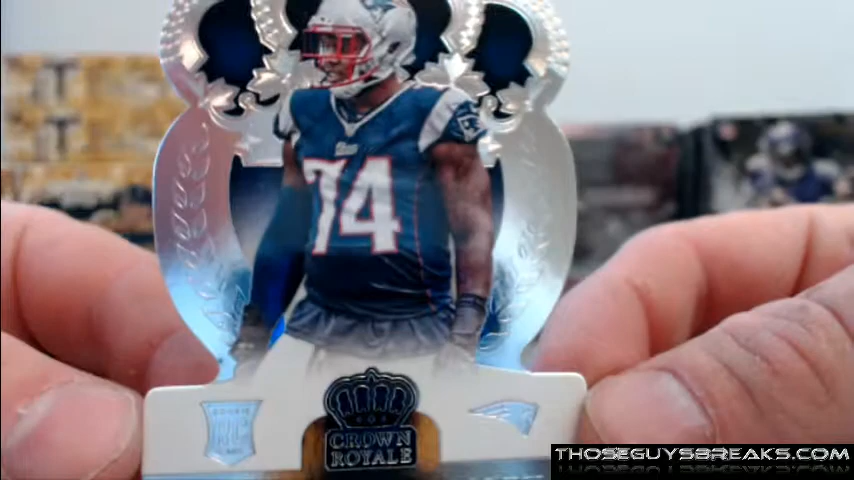 74
ROOKIE
RC
CROWN
ROYALE
THOSEGUYSBREAKS.COM